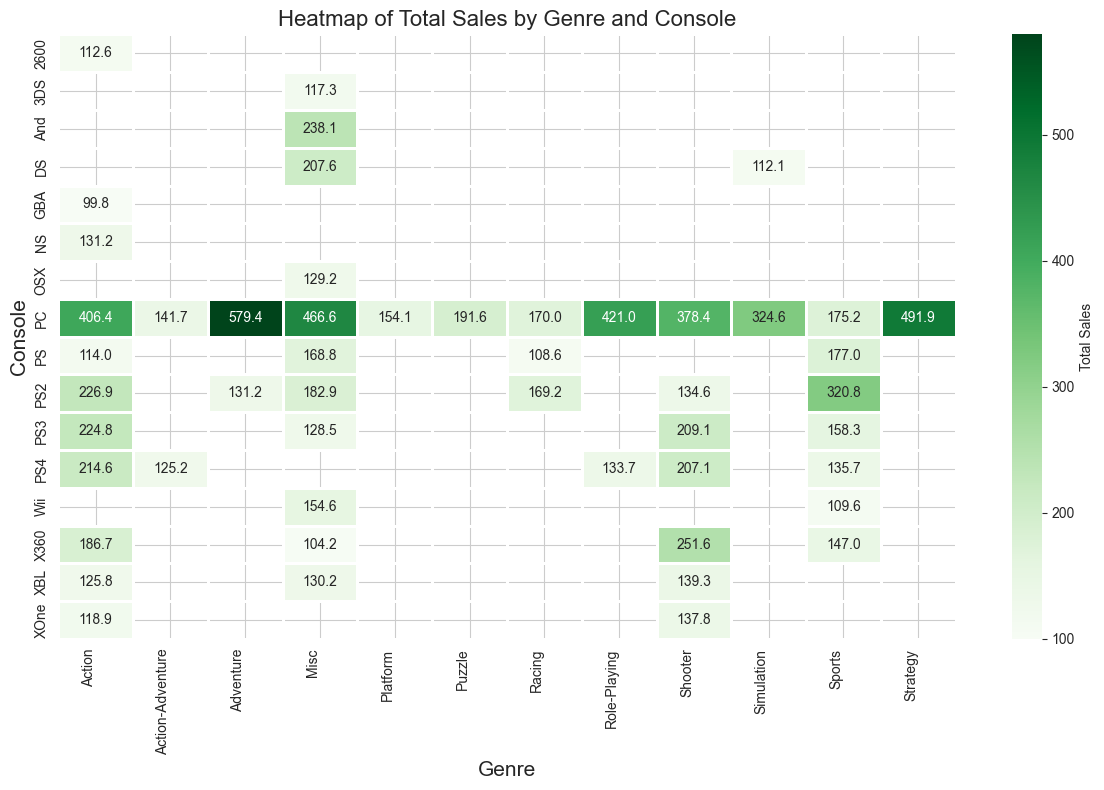 Heatmap of Total Sales by Genre and Console
Console
2600 112.6
3DS 117.3
And 238.1
DS 207.6 112.1
GBA 99.8
NS 131.2
OSX 129.2
PC 406.4 141.7 579.4 466.6 154.1 191.6 170.0 421.0 378.4 324.6 175.2 491.9
PS 114.0 168.8 108.6 177.0
PS2 226.9 131.2 182.9 169.2 134.6 320.8
PS3 224.8 128.5 209.1 158.3
PS4 214.6 125.2 133.7 207.1 135.7
Wii 154.6 109.6
X360 186.7 104.2 251.6 147.0
XBL 125.8 130.2 139.3
XOne 118.9 137.8
Action Action-Adventure Adventure Misc Platform Puzzle Racing Role-Playing Shooter Simulation Sports Strategy
Genre
500
400
300
200
100
Total Sales